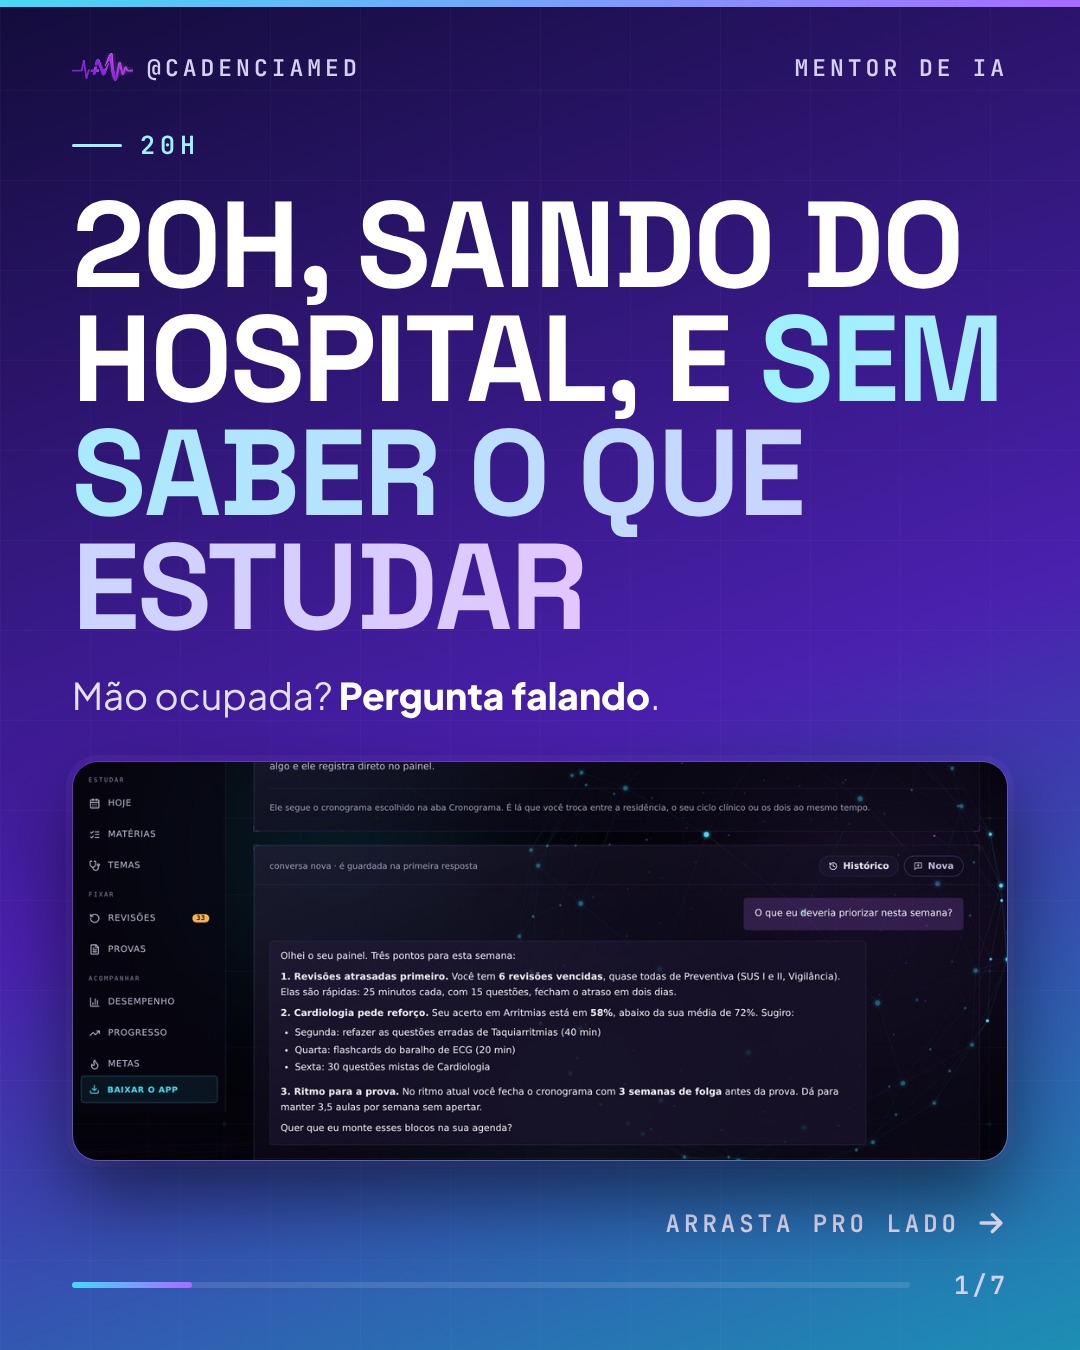 @CADENCIAMED
MENTOR DE IA
20H
20H, SAINDO DO
HOSPITAL, E SEM
SABER O QUE
ESTUDAR
Mão ocupada? Pergunta falando.
ESTUDAR
HOJE
MATÉRIAS
TEMAS
FIXAR
REVISÕES 33
PROVAS
ACOMPANHAR
DESEMPENHO
PROGRESSO
METAS
BAIXAR O APP
algo e ele registra direto no painel.
Ele segue o cronograma escolhido na aba Cronograma. É lá que você troca entre a residência, o seu ciclo clínico ou os dois ao mesmo tempo.
conversa nova · é guardada na primeira resposta
Histórico
Nova
O que eu deveria priorizar nesta semana?
Olhei o seu painel. Três pontos para esta semana:
1. Revisões atrasadas primeiro. Você tem 6 revisões vencidas, quase todas de Preventiva (SUS I e II, Vigilância).
Elas são rápidas: 25 minutos cada, com 15 questões, fecham o atraso em dois dias.
2. Cardiologia pede reforço. Seu acerto em Arritmias está em 58%, abaixo da sua média de 72%. Sugiro:
• Segunda: refazer as questões erradas de Taquiarritmias (40 min)
• Quarta: flashcards do baralho de ECG (20 min)
• Sexta: 30 questões mistas de Cardiologia
3. Ritmo para a prova. No ritmo atual você fecha o cronograma com 3 semanas de folga antes da prova. Dá para
manter 3,5 aulas por semana sem apertar.
Quer que eu monte esses blocos na sua agenda?
ARRASTA PRO LADO →
1/7